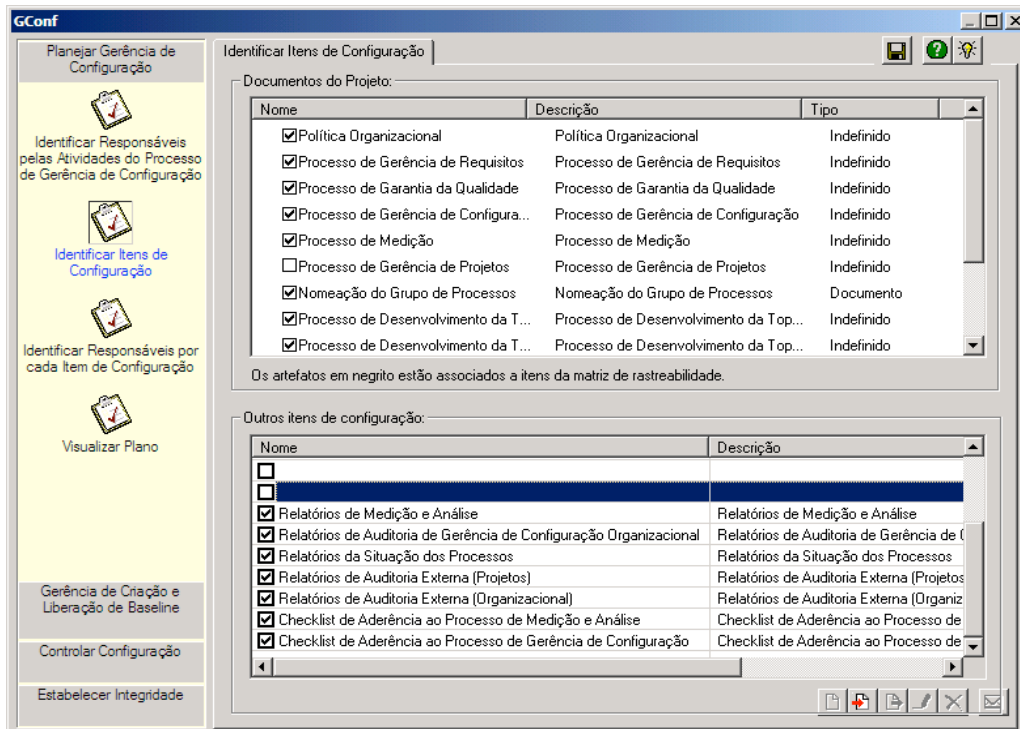 GConf
Planejar Gerência de
Configuração
Identificar Responsáveis
pelas Atividades do Processo
de Gerência de Configuração
Identificar Itens de
Configuração
Identificar Responsáveis por
cada Item de Configuração
Visualizar Plano
Gerência de Criação e
Liberação de Baseline
Controlar Configuração
Estabelecer Integridade
Identificar Itens de Configuração
Documentos do Projeto:
Nome Descrição Tipo
Política Organizacional Política Organizacional Indefinido
Processo de Gerência de Requisitos Processo de Gerência de Requisitos Indefinido
Processo de Garantia da Qualidade Processo de Garantia da Qualidade Indefinido
Processo de Gerência de Configura... Processo de Gerência de Configuração Indefinido
Processo de Medição Processo de Medição Indefinido
Processo de Gerência de Projetos Processo de Gerência de Projetos Indefinido
Nomeação do Grupo de Processos Nomeação do Grupo de Processos Documento
Processo de Desenvolvimento da T... Processo de Desenvolvimento da Top... Indefinido
Processo de Desenvolvimento da T... Processo de Desenvolvimento da Top... Indefinido
Os artefatos em negrito estão associados a itens da matriz de rastreabilidade.
Outros itens de configuração:
Nome Descrição
Relatórios de Medição e Análise Relatórios de Medição e Análise
Relatórios de Auditoria de Gerência de Configuração Organizacional Relatórios de Auditoria de Gerência de C
Relatórios da Situação dos Processos Relatórios da Situação dos Processos
Relatórios de Auditoria Externa (Projetos) Relatórios de Auditoria Externa (Projetos
Relatórios de Auditoria Externa (Organizacional) Relatórios de Auditoria Externa (Organiz
Checklist de Aderência ao Processo de Medição e Análise Checklist de Aderência ao Processo de
Checklist de Aderência ao Processo de Gerência de Configuração Checklist de Aderência ao Processo de